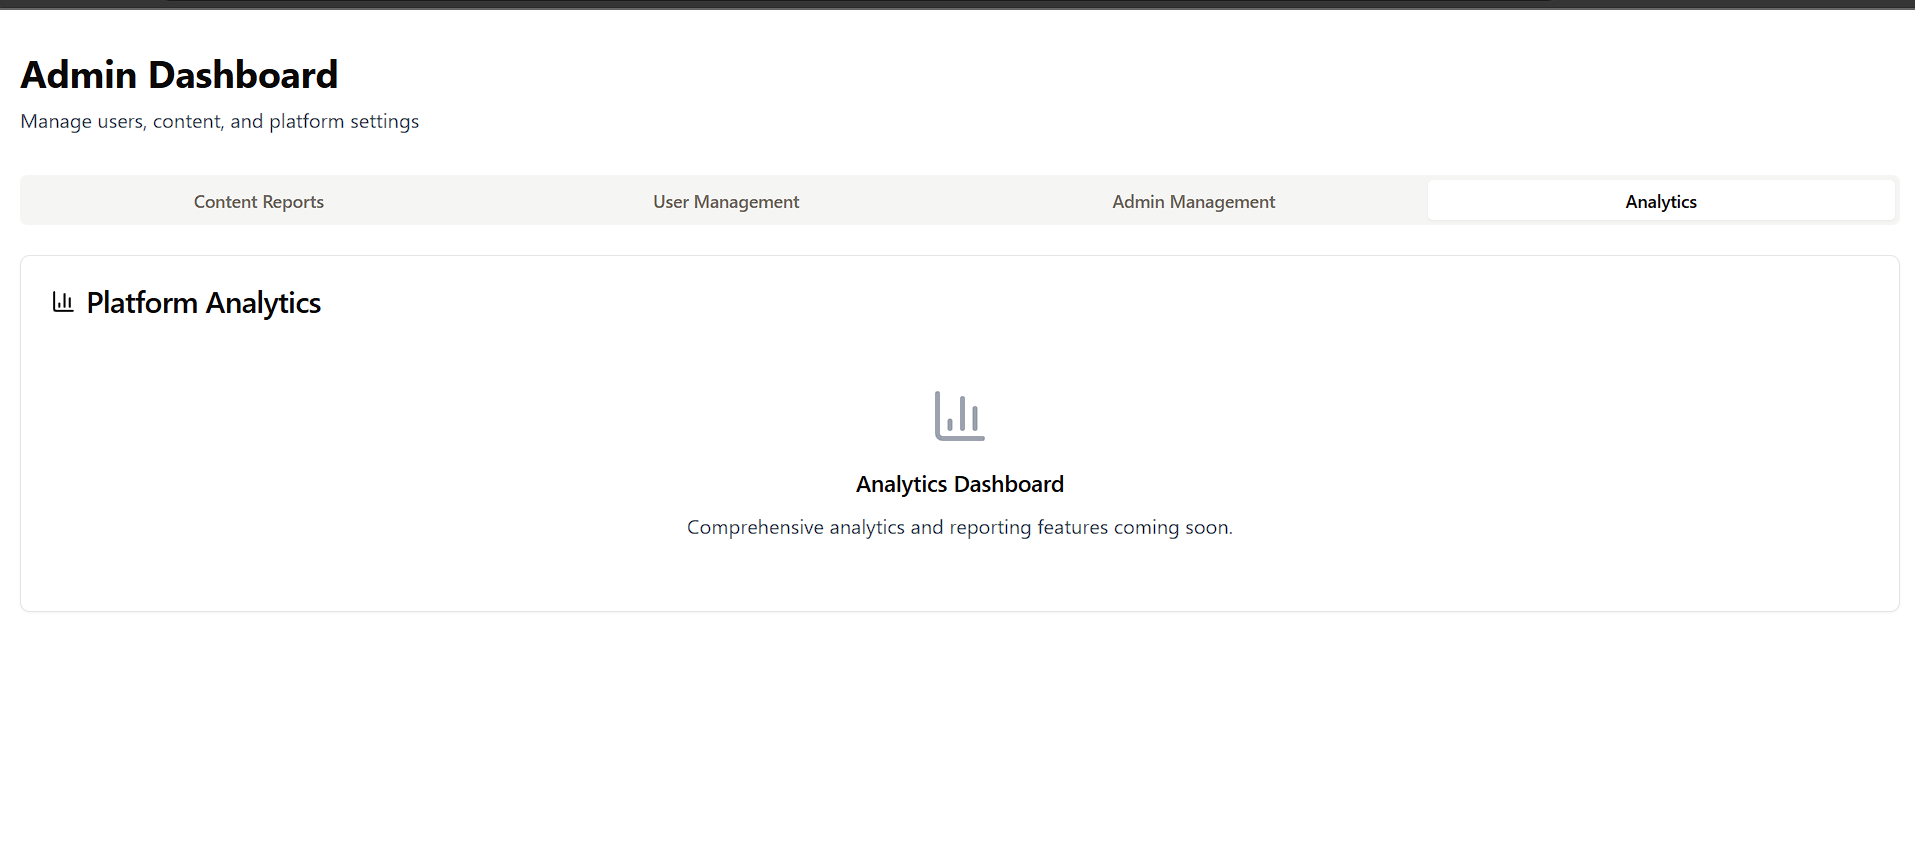 Admin Dashboard
Manage users, content, and platform settings
Content Reports
User Management
Admin Management
Analytics
Platform Analytics
Analytics Dashboard
Comprehensive analytics and reporting features coming soon.